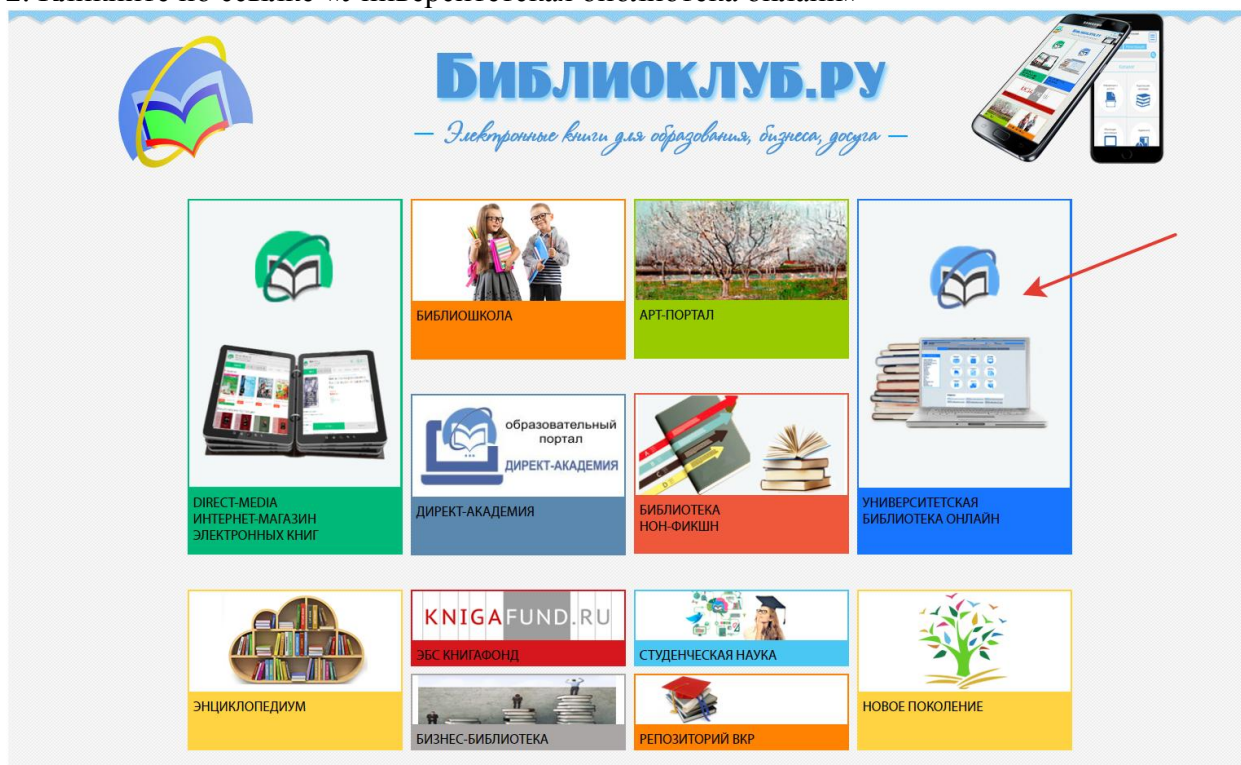 БИБЛИОКЛУБ.РУ
— Электронные книги для образования, бизнеса, досуга —
DIRECT-MEDIA
ИНТЕРНЕТ-МАГАЗИН
ЭЛЕКТРОННЫХ КНИГ
БИБЛИОШКОЛА
АРТ-ПОРТАЛ
образовательный
портал
ДИРЕКТ-АКАДЕМИЯ
ДИРЕКТ-АКАДЕМИЯ
БИБЛИОТЕКА
НОН-ФИКШН
УНИВЕРСИТЕТСКАЯ
БИБЛИОТЕКА ОНЛАЙН
ЭНЦИКЛОПЕДИУМ
KNIGAFUND.RU
ЭБС КНИГАФОНД
СТУДЕНЧЕСКАЯ НАУКА
БИЗНЕС-БИБЛИОТЕКА
РЕПОЗИТОРИЙ ВКР
НОВОЕ ПОКОЛЕНИЕ